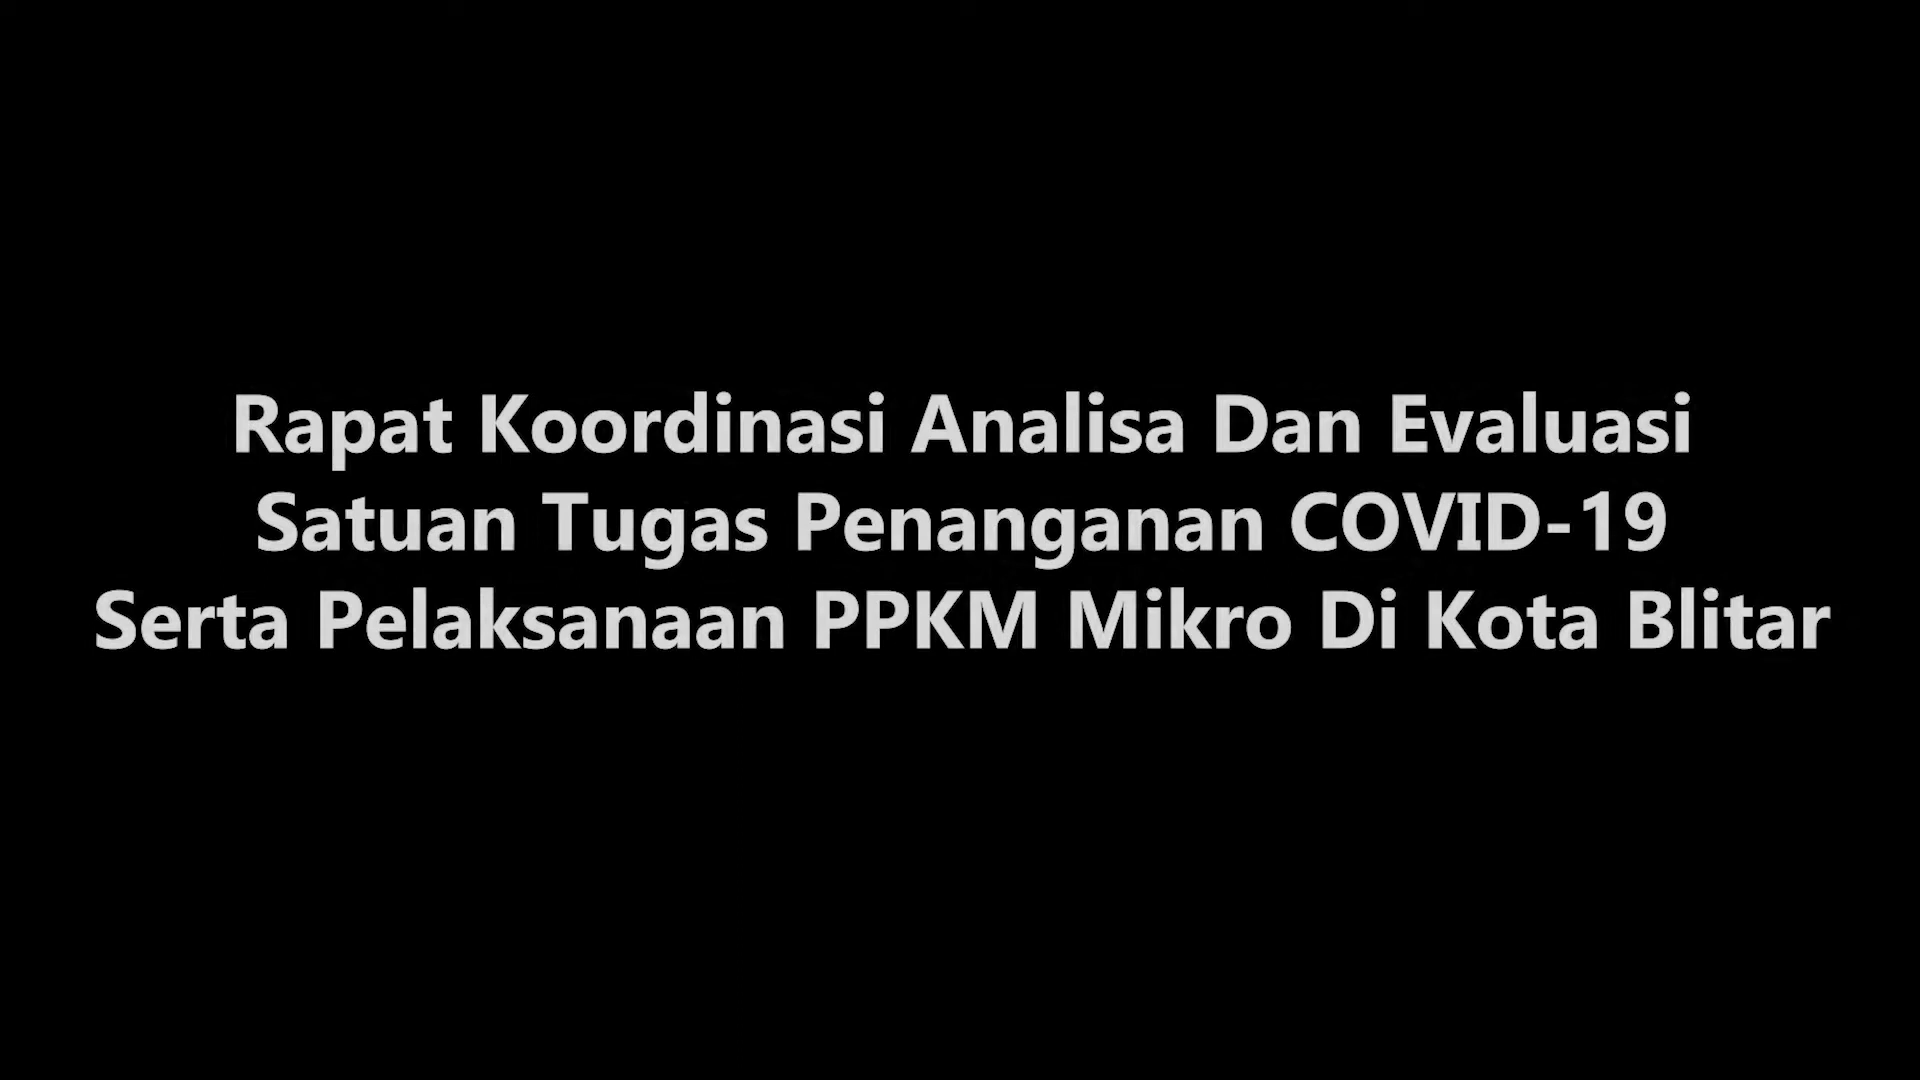 Rapat Koordinasi Analisa Dan Evaluasi
Satuan Tugas Penanganan COVID-19
Serta Pelaksanaan PPKM Mikro Di Kota Blitar